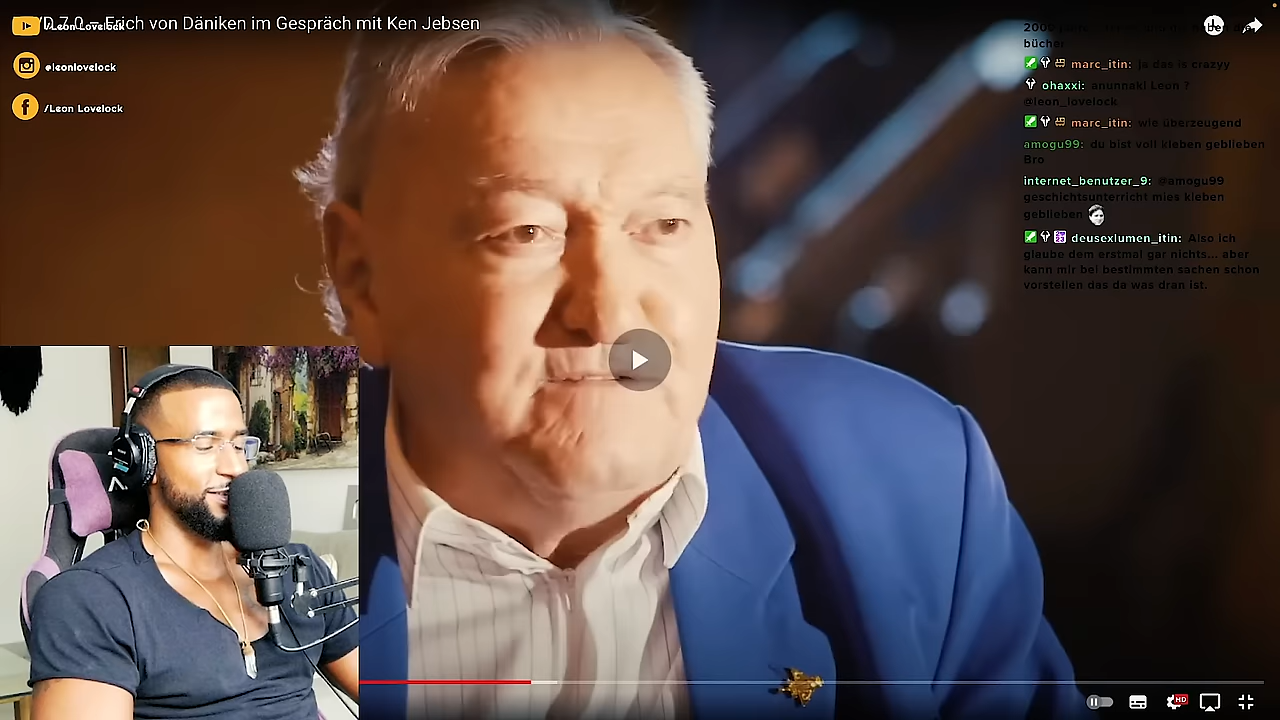 /D 7.0 – Erich von Däniken im Gespräch mit Ken Jebsen
/Leon Lovelock
@leonlovelock
/Leon Lovelock
bücher
marc_itin: ja das is crazyy
ohaxxi: anunnaki Leon ?
@leon_lovelock
marc_itin: wie überzeugend
amogu99: du bist voll kleben geblieben
Bro
internet_benutzer_9: @amogu99
geschichtsunterricht mies kleben
geblieben
deusexlumen_itin: Also ich
glaube dem erstmal gar nichts... aber
kann mir bei bestimmten sachen schon
vorstellen das da was dran ist.
HD